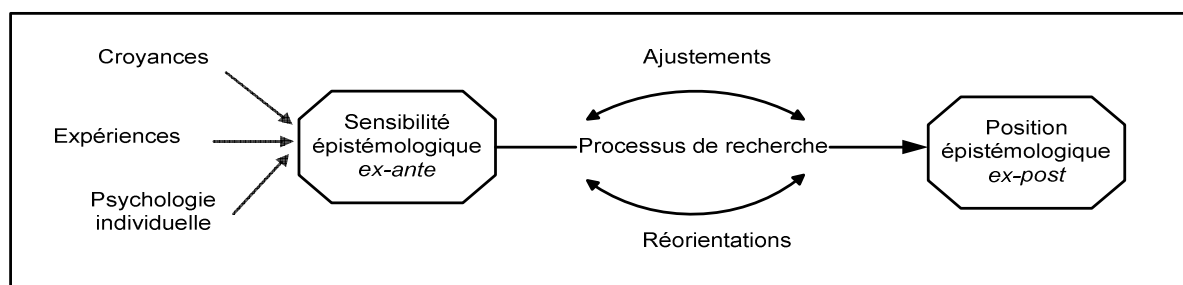 Croyances
Expériences
Psychologie
individuelle
Sensibilité
épistémologique
ex-ante
Ajustements
Processus de recherche
Réorientations
Position
épistémologique
ex-post